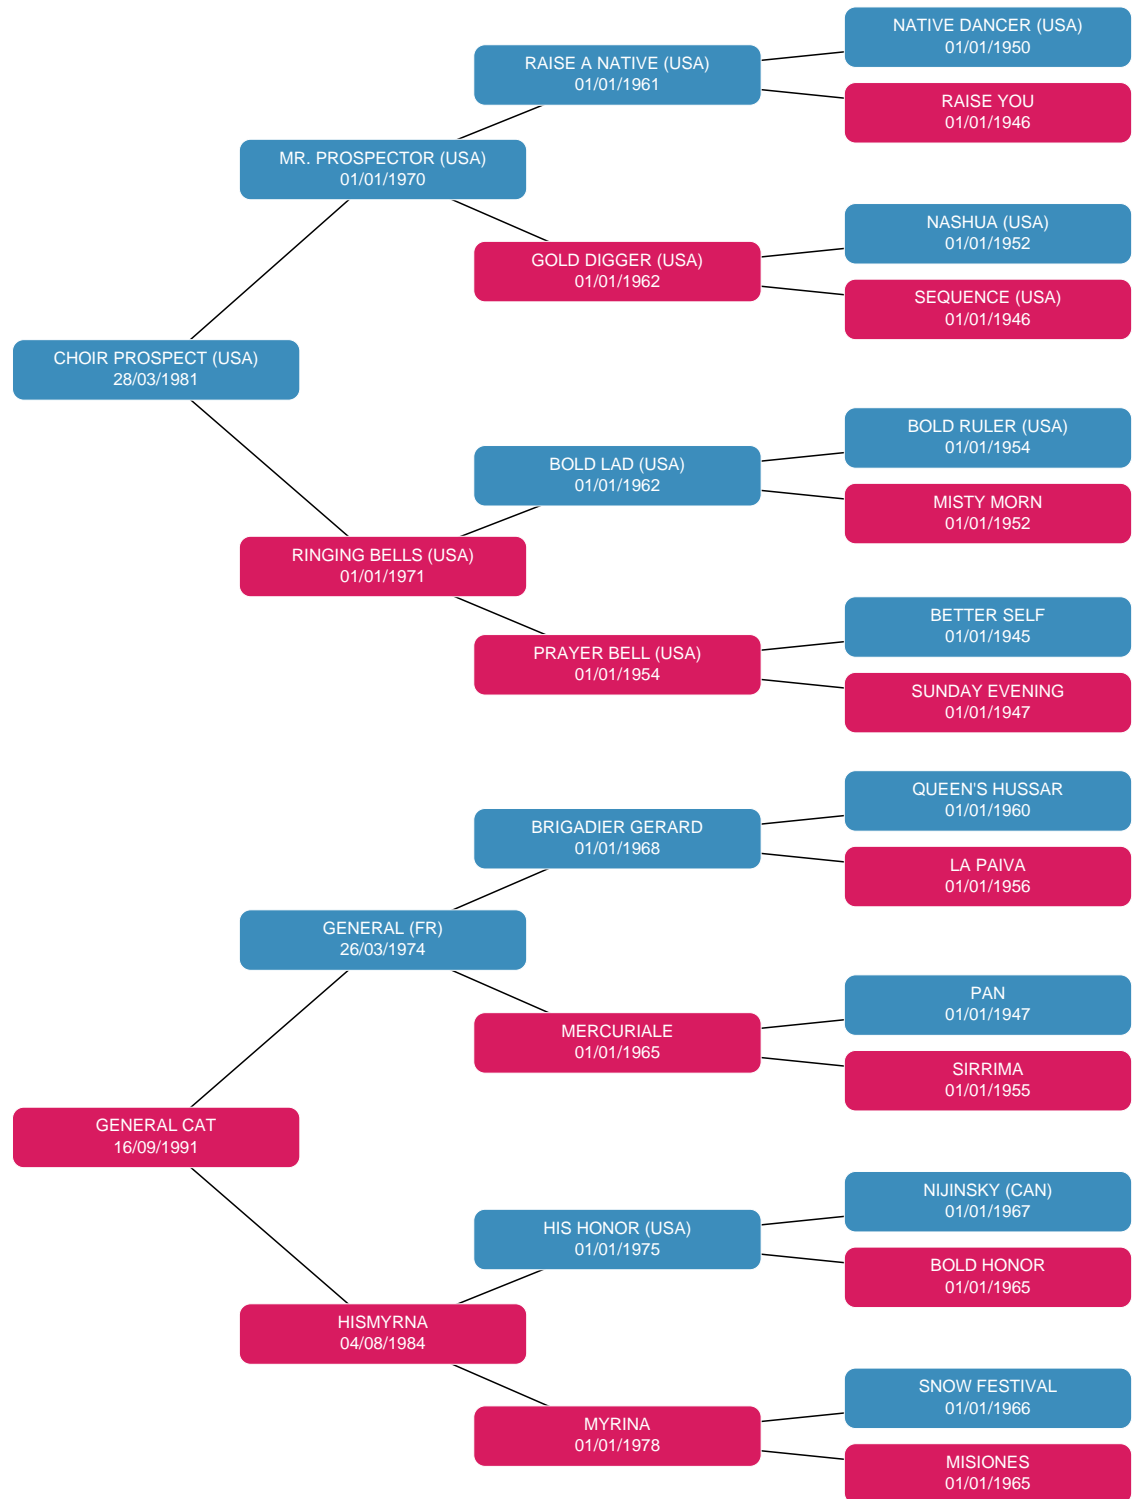 NATIVE DANCER (USA)
01/01/1950
RAISE A NATIVE (USA)
01/01/1961
RAISE YOU
01/01/1946
MR. PROSPECTOR (USA)
01/01/1970
NASHUA (USA)
01/01/1952
GOLD DIGGER (USA)
01/01/1962
SEQUENCE (USA)
01/01/1946
CHOIR PROSPECT (USA)
28/03/1981
BOLD RULER (USA)
01/01/1954
BOLD LAD (USA)
01/01/1962
MISTY MORN
01/01/1952
RINGING BELLS (USA)
01/01/1971
BETTER SELF
01/01/1945
PRAYER BELL (USA)
01/01/1954
SUNDAY EVENING
01/01/1947
QUEEN'S HUSSAR
01/01/1960
BRIGADIER GERARD
01/01/1968
LA PAIVA
01/01/1956
GENERAL (FR)
26/03/1974
PAN
01/01/1947
MERCURIALE
01/01/1965
SIRRIMA
01/01/1955
GENERAL CAT
16/09/1991
NIJINSKY (CAN)
01/01/1967
HIS HONOR (USA)
01/01/1975
BOLD HONOR
01/01/1965
HISMYRNA
04/08/1984
SNOW FESTIVAL
01/01/1966
MYRINA
01/01/1978
MISIONES
01/01/1965